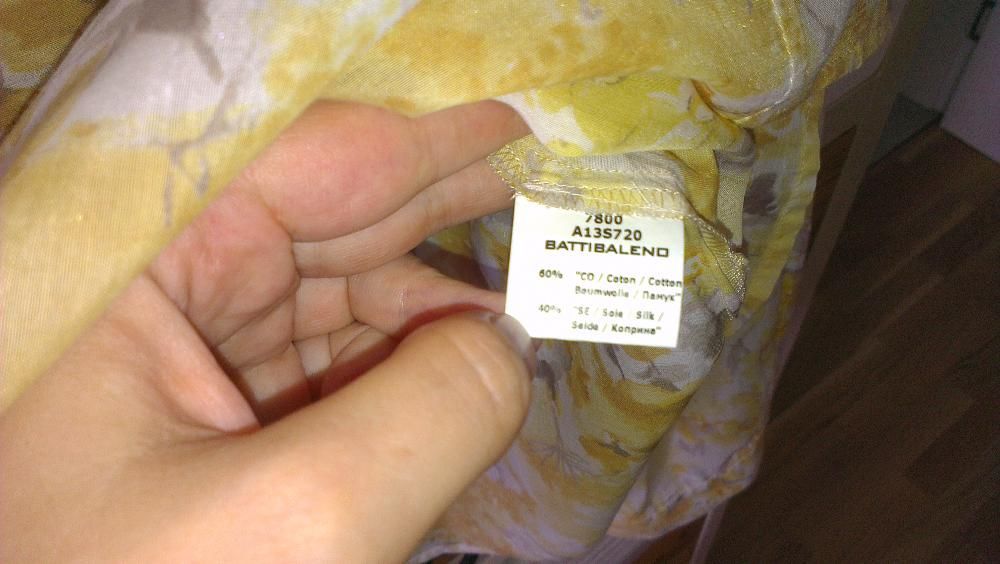 7800
A13S720
BATTIBALENO
60% "CO / Coton / Cotton
Baumwolle / Памук"
40% "SE / Soie / Silk /
Seide / Коприна"